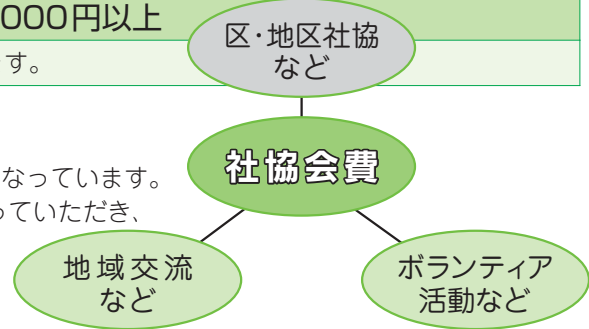 000円以上
す。
区・地区社協
など
社協会費
なっています。
っていただき、
地域交流
など
ボランティア
活動など